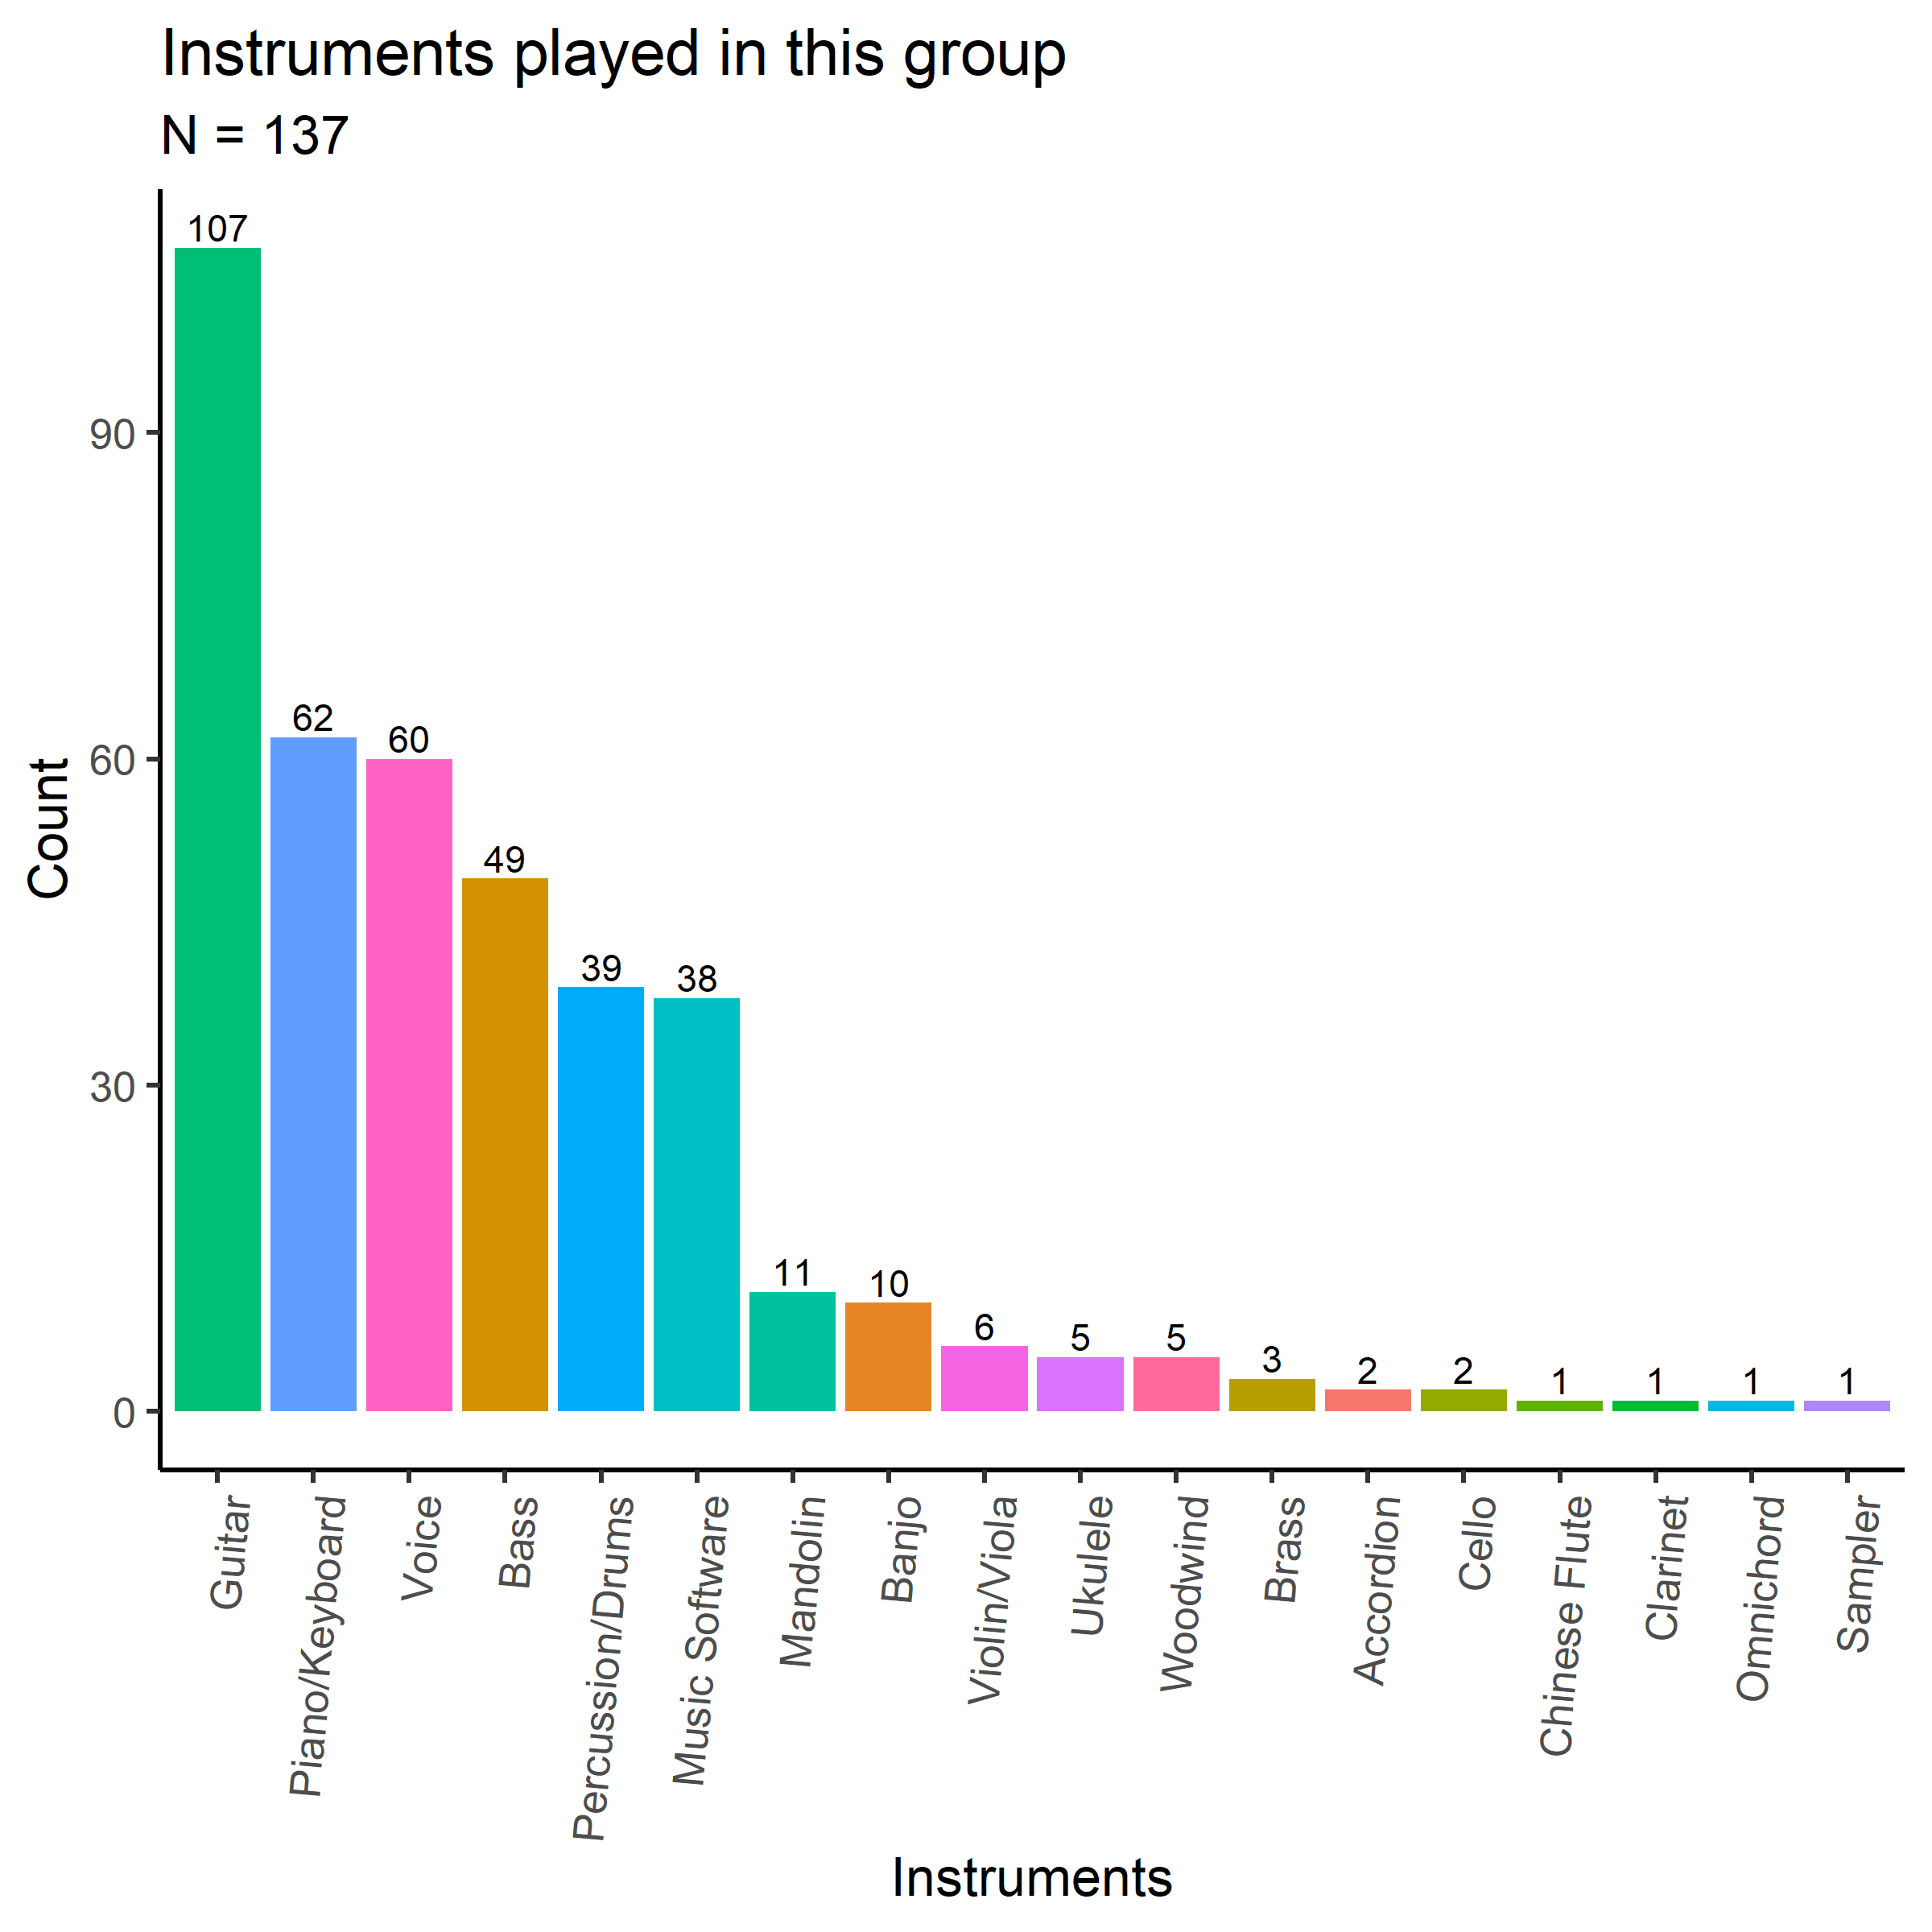 Instruments played in this group
N = 137
107
62
60
49
39
38
11
10
6
5
5
3
2
2
1
1
1
1
90
60
30
0
Count
Guitar
Piano/Keyboard
Voice
Bass
Percussion/Drums
Music Software
Mandolin
Banjo
Violin/Viola
Ukulele
Woodwind
Brass
Accordion
Cello
Chinese Flute
Clarinet
Omnichord
Sampler
Instruments